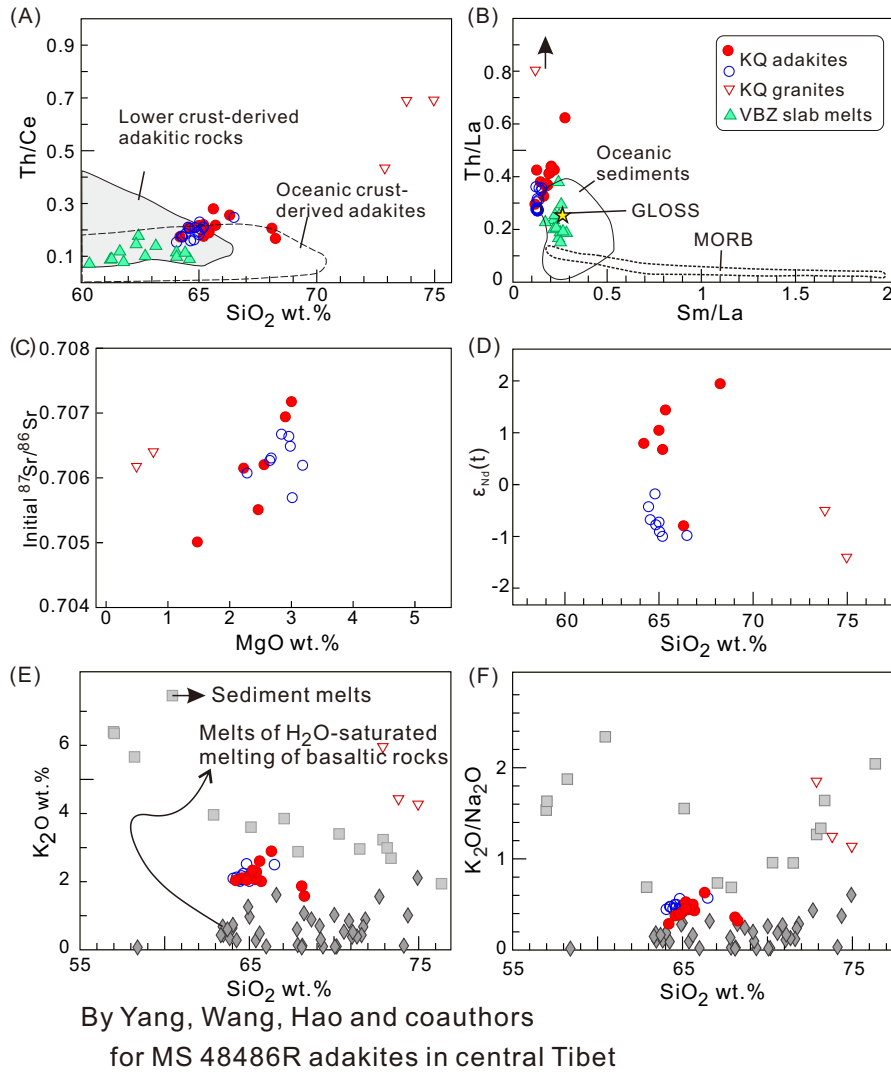 (A)
0.9
0.7
0.5
0.3
0.1
Th/Ce
Lower crust-derived
adakitic rocks
Oceanic crust-
derived adakites
60
65
70
75
SiO₂ wt.%
(B)
1
0.8
0.6
0.4
0.2
0
Th/La
KQ adakites
KQ granites
VBZ slab melts
Oceanic
sediments
GLOSS
MORB
0
0.5
1
1.5
2
Sm/La
(C)
0.708
0.707
0.706
0.705
0.704
Initial ⁸⁷Sr/⁸⁶Sr
0
1
2
3
4
5
MgO wt.%
(D)
2
1
0
-1
-2
εNd(t)
60
65
70
75
SiO₂ wt.%
(E)
6
4
2
0
K₂O wt.%
Sediment melts
Melts of H₂O-saturated
melting of basaltic rocks
55
65
75
SiO₂ wt.%
(F)
2
1
0
K₂O/Na₂O
55
65
75
SiO₂ wt.%
By Yang, Wang, Hao and coauthors
for MS 48486R adakites in central Tibet